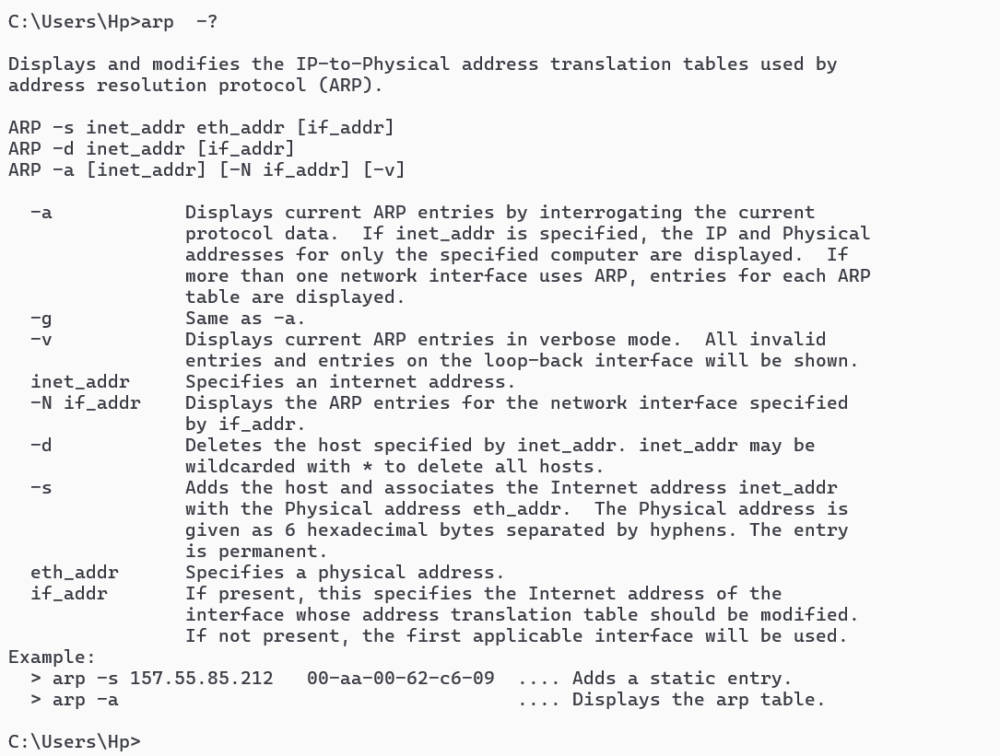 C:\Users\Hp>arp  -?
Displays and modifies the IP-to-Physical address translation tables used by
address resolution protocol (ARP).
ARP -s inet_addr eth_addr [if_addr]
ARP -d inet_addr [if_addr]
ARP -a [inet_addr] [-N if_addr] [-v]
  -a            Displays current ARP entries by interrogating the current
                protocol data.  If inet_addr is specified, the IP and Physical
                addresses for only the specified computer are displayed.  If
                more than one network interface uses ARP, entries for each ARP
                table are displayed.
  -g            Same as -a.
  -v            Displays current ARP entries in verbose mode.  All invalid
                entries and entries on the loop-back interface will be shown.
  inet_addr     Specifies an internet address.
  -N if_addr    Displays the ARP entries for the network interface specified
                by if_addr.
  -d            Deletes the host specified by inet_addr. inet_addr may be
                wildcarded with * to delete all hosts.
  -s            Adds the host and associates the Internet address inet_addr
                with the Physical address eth_addr.  The Physical address is
                given as 6 hexadecimal bytes separated by hyphens. The entry
                is permanent.
  eth_addr      Specifies a physical address.
  if_addr       If present, this specifies the Internet address of the
                interface whose address translation table should be modified.
                If not present, the first applicable interface will be used.
Example:
  > arp -s 157.55.85.212   00-aa-00-62-c6-09  .... Adds a static entry.
  > arp -a                                    .... Displays the arp table.
C:\Users\Hp>